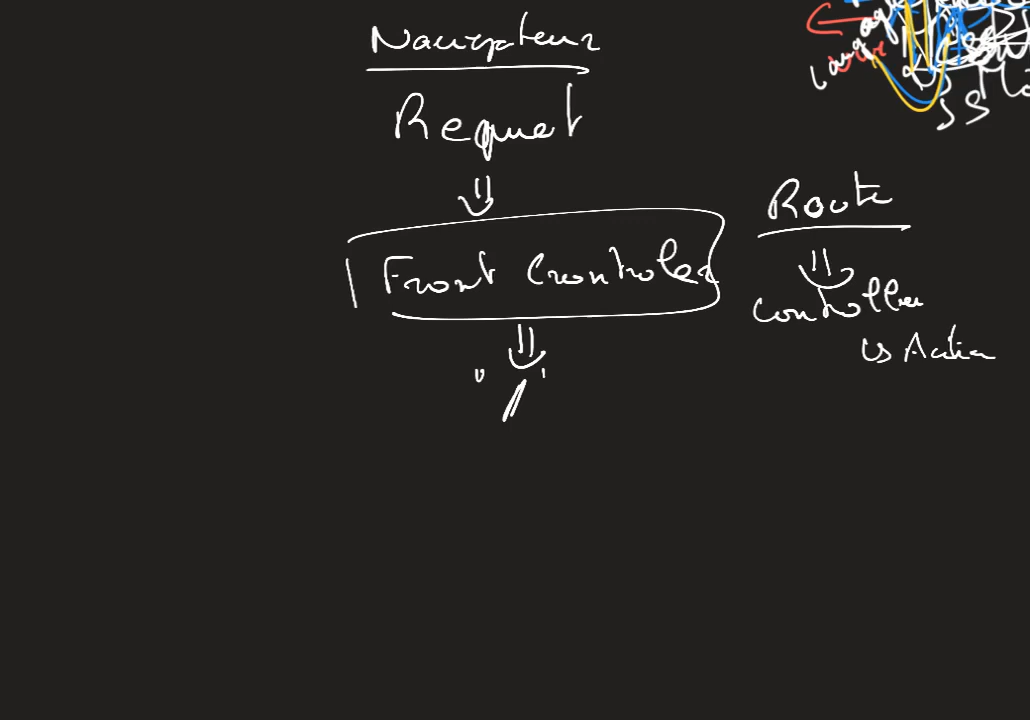 Navigateur
Request
Front Controller
"/"
Route
Controller
↳ Action